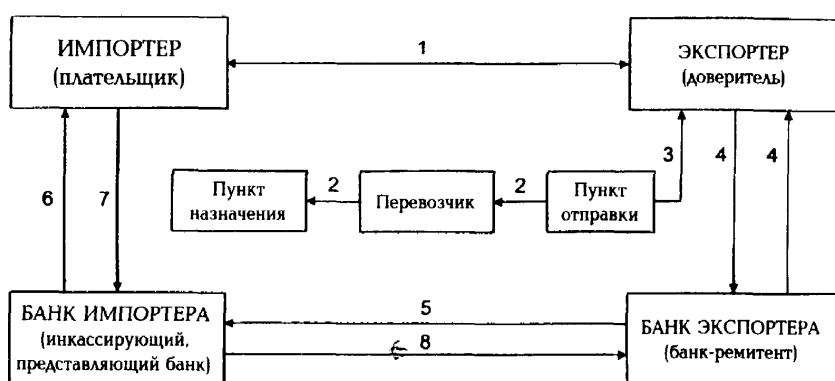 ИМПОРТЕР
(плательщик)
1
ЭКСПОРТЕР
(доверитель)
6
7
Пункт
назначения
2
Перевозчик
2
Пункт
отправки
3
4
4
БАНК ИМПОРТЕРА
(инкассирующий,
представляющий банк)
5
8
БАНК ЭКСПОРТЕРА
(банк-ремитент)